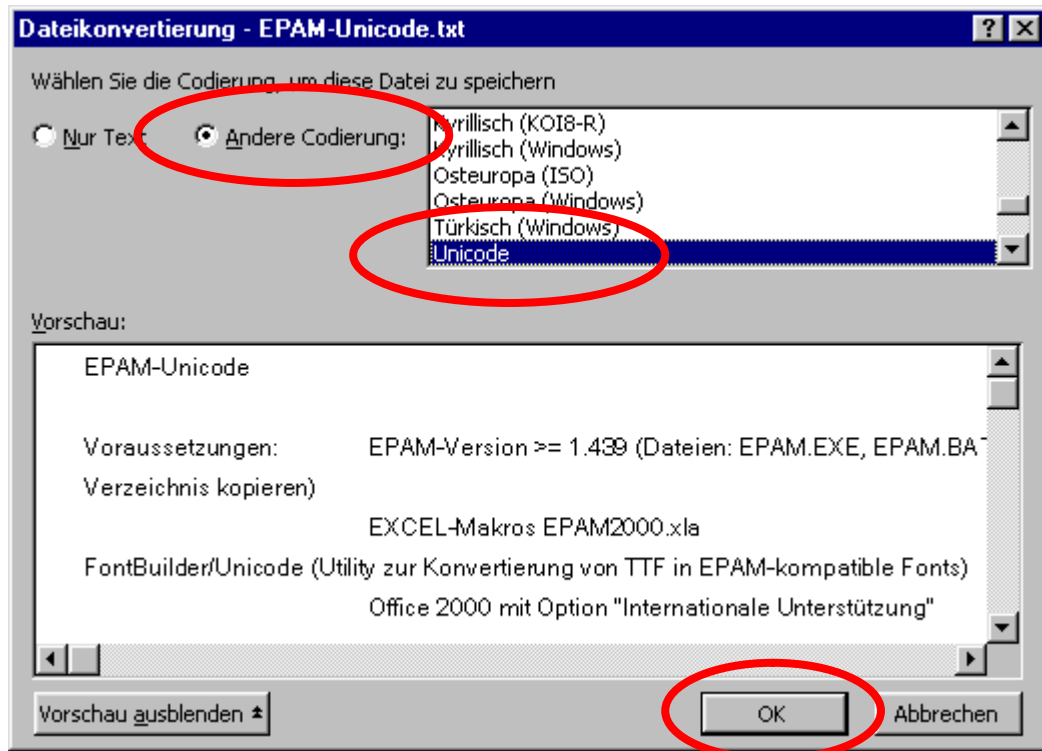 Dateikonvertierung - EPAM-Unicode.txt
Wählen Sie die Codierung, um diese Datei zu speichern
Nur Text
Andere Codierung:
Kyrillisch (KOI8-R)
Kyrillisch (Windows)
Osteuropa (ISO)
Osteuropa (Windows)
Türkisch (Windows)
Unicode
Vorschau:
EPAM-Unicode
Voraussetzungen: EPAM-Version >= 1.439 (Dateien: EPAM.EXE, EPAM.BAT
Verzeichnis kopieren)
EXCEL-Makros EPAM2000.xla
FontBuilder/Unicode (Utility zur Konvertierung von TTF in EPAM-kompatible Fonts)
Office 2000 mit Option "Internationale Unterstützung"
Vorschau ausblenden
OK
Abbrechen